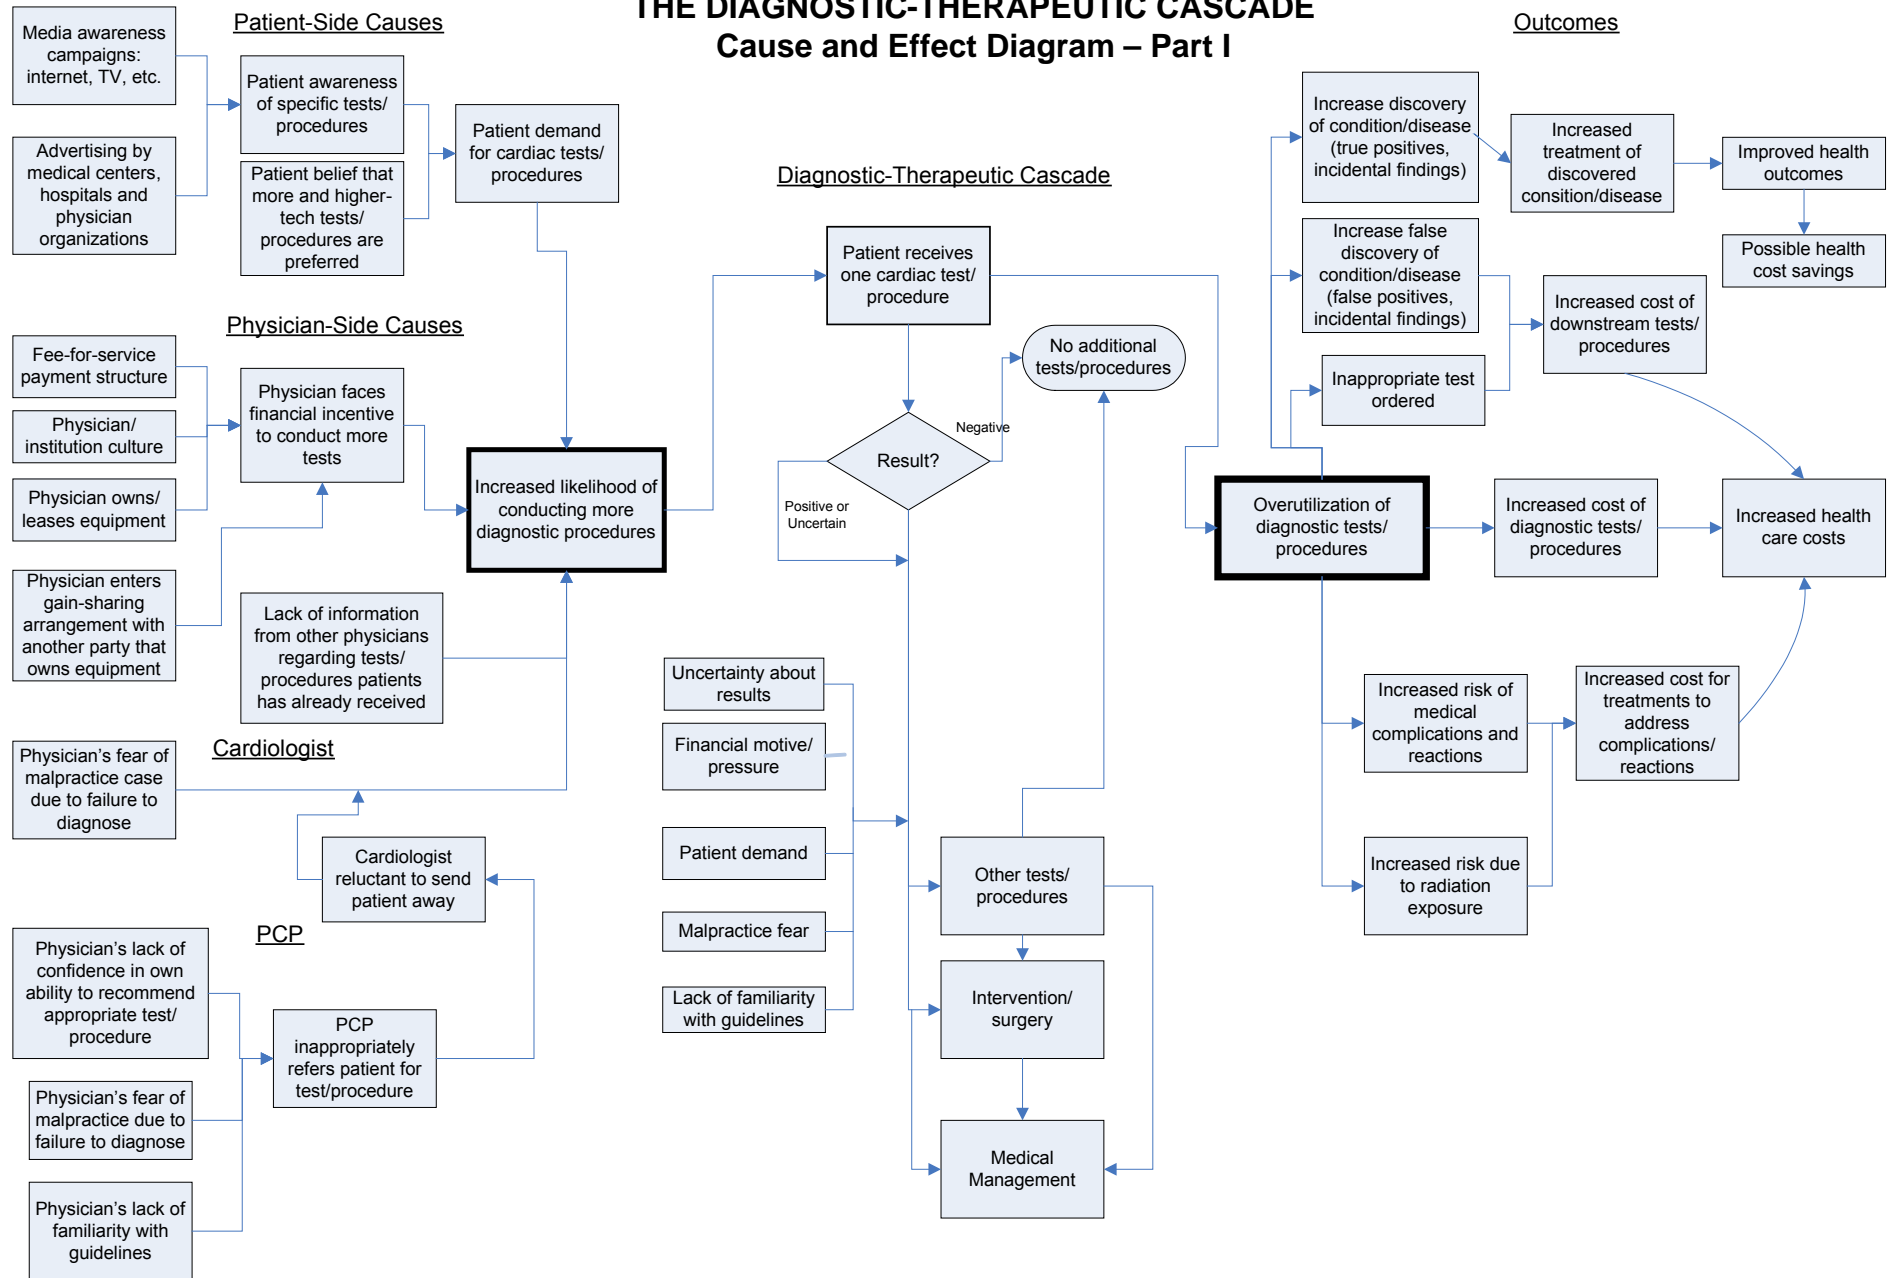 THE DIAGNOSTIC-THERAPEUTIC CASCADE
Cause and Effect Diagram – Part I
Patient-Side Causes
Media awareness
campaigns:
internet, TV, etc.
Advertising by
medical centers,
hospitals and
physician
organizations
Patient awareness
of specific tests/
procedures
Patient belief that
more and higher-
tech tests/
procedures are
preferred
Patient demand
for cardiac tests/
procedures
Physician-Side Causes
Fee-for-service
payment structure
Physician/
institution culture
Physician owns/
leases equipment
Physician enters
gain-sharing
arrangement with
another party that
owns equipment
Physician faces
financial incentive
to conduct more
tests
Increased likelihood of
conducting more
diagnostic procedures
Lack of information
from other physicians
regarding tests/
procedures patients
has already received
Cardiologist
Physician’s fear of
malpractice case
due to failure to
diagnose
Cardiologist
reluctant to send
patient away
PCP
Physician’s lack of
confidence in own
ability to recommend
appropriate test/
procedure
Physician’s fear of
malpractice due to
failure to diagnose
Physician’s lack of
familiarity with
guidelines
PCP
inappropriately
refers patient for
test/procedure
Diagnostic-Therapeutic Cascade
Patient receives
one cardiac test/
procedure
No additional
tests/procedures
Negative
Result?
Positive or
Uncertain
Uncertainty about
results
Financial motive/
pressure
Patient demand
Malpractice fear
Lack of familiarity
with guidelines
Other tests/
procedures
Intervention/
surgery
Medical
Management
Outcomes
Increase discovery
of condition/disease
(true positives,
incidental findings)
Increased
treatment of
discovered
consition/disease
Improved health
outcomes
Possible health
cost savings
Increase false
discovery of
condition/disease
(false positives,
incidental findings)
Inappropriate test
ordered
Increased cost of
downstream tests/
procedures
Overutilization of
diagnostic tests/
procedures
Increased cost of
diagnostic tests/
procedures
Increased health
care costs
Increased risk of
medical
complications and
reactions
Increased cost for
treatments to
address
complications/
reactions
Increased risk due
to radiation
exposure